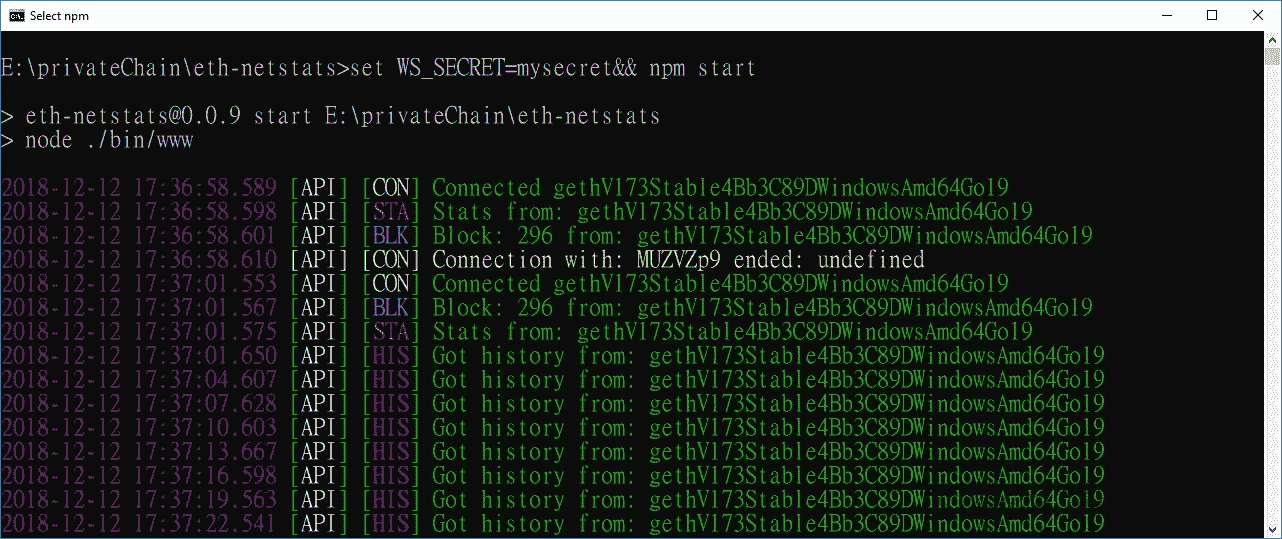 Select npm
E:\privateChain\eth-netstats>set WS_SECRET=mysecret&& npm start
> eth-netstats@0.0.9 start E:\privateChain\eth-netstats
> node ./bin/www
2018-12-12 17:36:58.589 [API] [CON] Connected gethV173Stable4Bb3C89DWindowsAmd64Go19
2018-12-12 17:36:58.598 [API] [STA] Stats from: gethV173Stable4Bb3C89DWindowsAmd64Go19
2018-12-12 17:36:58.601 [API] [BLK] Block: 296 from: gethV173Stable4Bb3C89DWindowsAmd64Go19
2018-12-12 17:36:58.610 [API] [CON] Connection with: MUZVZp9 ended: undefined
2018-12-12 17:37:01.553 [API] [CON] Connected gethV173Stable4Bb3C89DWindowsAmd64Go19
2018-12-12 17:37:01.567 [API] [BLK] Block: 296 from: gethV173Stable4Bb3C89DWindowsAmd64Go19
2018-12-12 17:37:01.575 [API] [STA] Stats from: gethV173Stable4Bb3C89DWindowsAmd64Go19
2018-12-12 17:37:01.650 [API] [HIS] Got history from: gethV173Stable4Bb3C89DWindowsAmd64Go19
2018-12-12 17:37:04.607 [API] [HIS] Got history from: gethV173Stable4Bb3C89DWindowsAmd64Go19
2018-12-12 17:37:07.628 [API] [HIS] Got history from: gethV173Stable4Bb3C89DWindowsAmd64Go19
2018-12-12 17:37:10.603 [API] [HIS] Got history from: gethV173Stable4Bb3C89DWindowsAmd64Go19
2018-12-12 17:37:13.667 [API] [HIS] Got history from: gethV173Stable4Bb3C89DWindowsAmd64Go19
2018-12-12 17:37:16.598 [API] [HIS] Got history from: gethV173Stable4Bb3C89DWindowsAmd64Go19
2018-12-12 17:37:19.563 [API] [HIS] Got history from: gethV173Stable4Bb3C89DWindowsAmd64Go19
2018-12-12 17:37:22.541 [API] [HIS] Got history from: gethV173Stable4Bb3C89DWindowsAmd64Go19